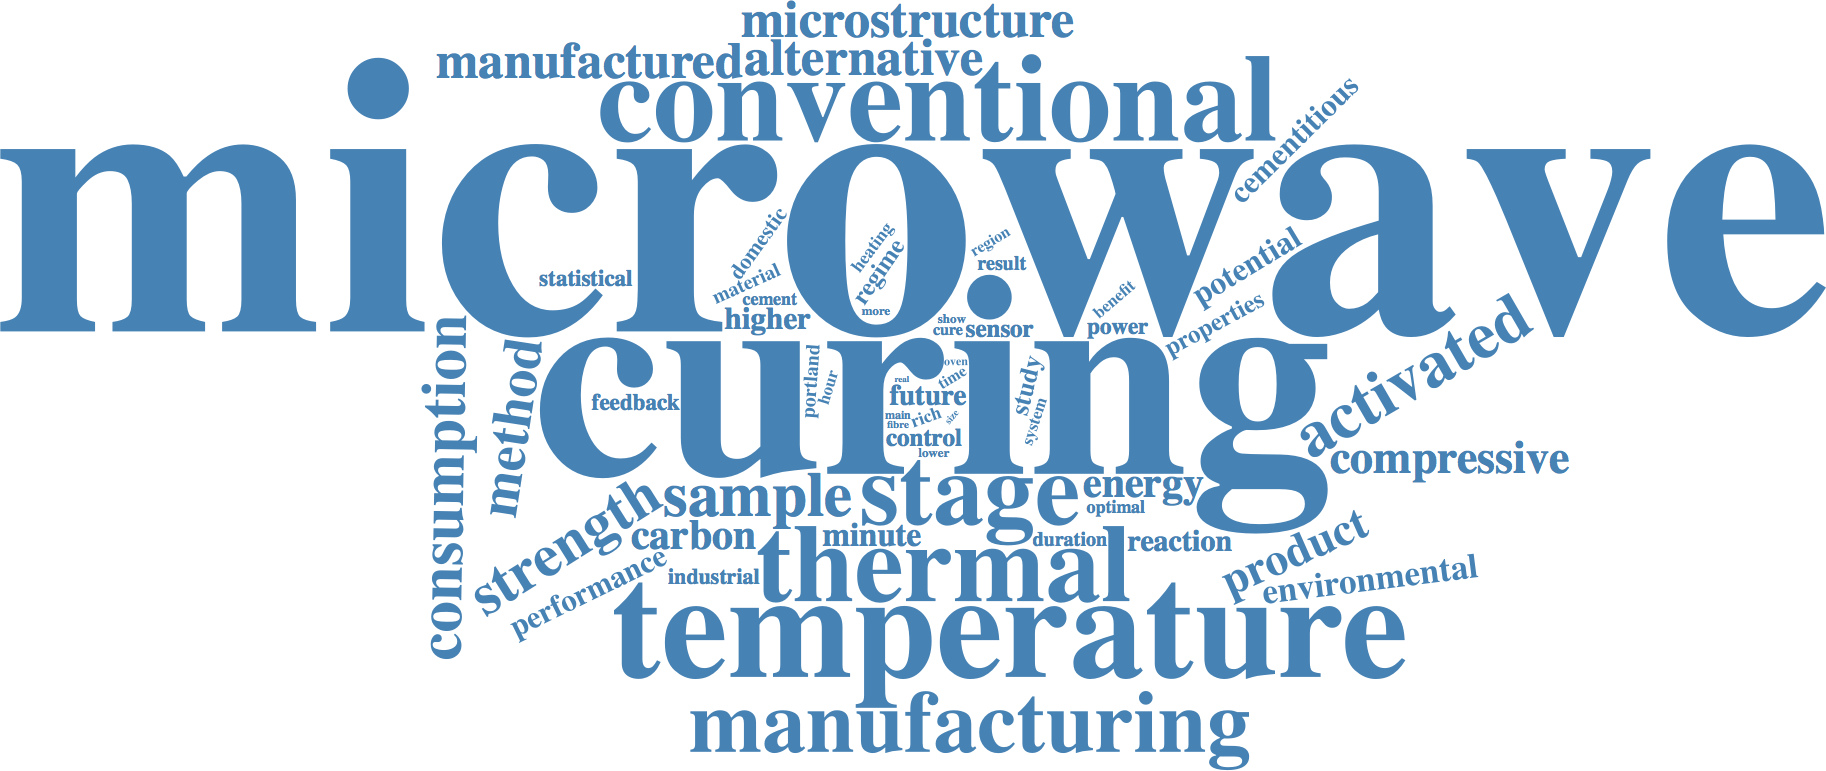 microstructure
manufactured
alternative
conventional
cementitious
microwave
domestic
heating
regime
region
result
potential
statistical
material
cement
higher
more
show
cure
sensor
benefit
power
properties
activated
consumption
method
curing
feedback
portland
hour
oven
real
time
future
main
rich
size
fibre
control
lower
study
system
compressive
strength
sample
stage
energy
optimal
carbon
minute
duration
reaction
product
performance
industrial
thermal
environmental
temperature
manufacturing